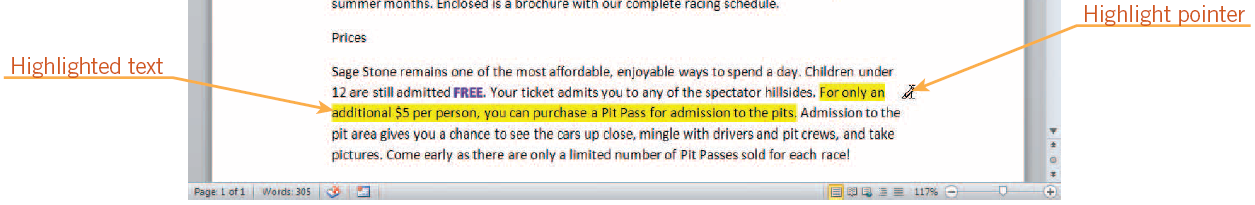 summer months. Enclosed is a brochure with our complete racing schedule.
Highlight pointer
Prices
Highlighted text
Sage Stone remains one of the most affordable, enjoyable ways to spend a day. Children under
12 are still admitted FREE. Your ticket admits you to any of the spectator hillsides. For only an
additional $5 per person, you can purchase a Pit Pass for admission to the pits. Admission to the
pit area gives you a chance to see the cars up close, mingle with drivers and pit crews, and take
pictures. Come early as there are only a limited number of Pit Passes sold for each race!
Page: 1 of 1 Words: 305 117%